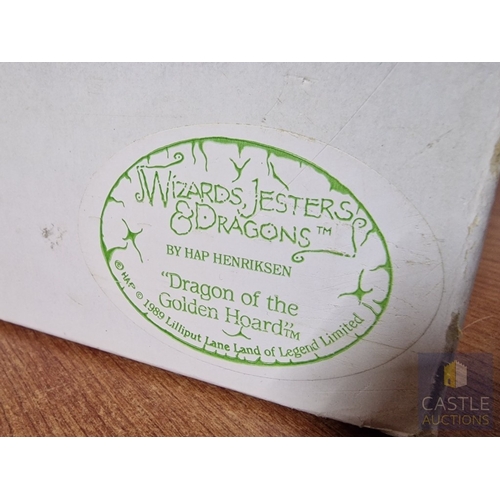 WIZARDS, JESTERS
& DRAGONS™
BY HAP HENRIKSEN
"Dragon of the
Golden Hoard"™
® HAP © 1989 Lilliput Lane Land of Legend Limited
CASTLE
AUCTIONS